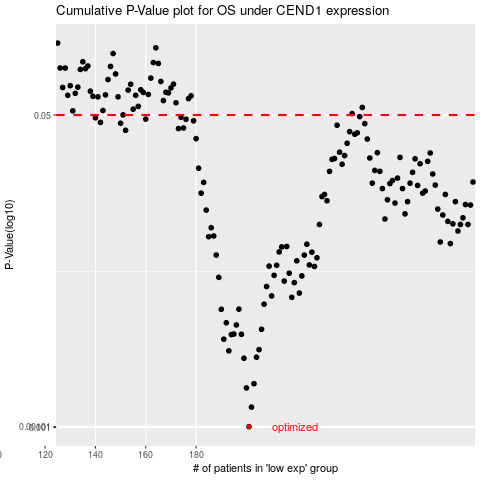 Cumulative P-Value plot for OS under CEND1 expression
P-Value(log10)
0.05
optimized
0 120 140 160 180
# of patients in 'low exp' group